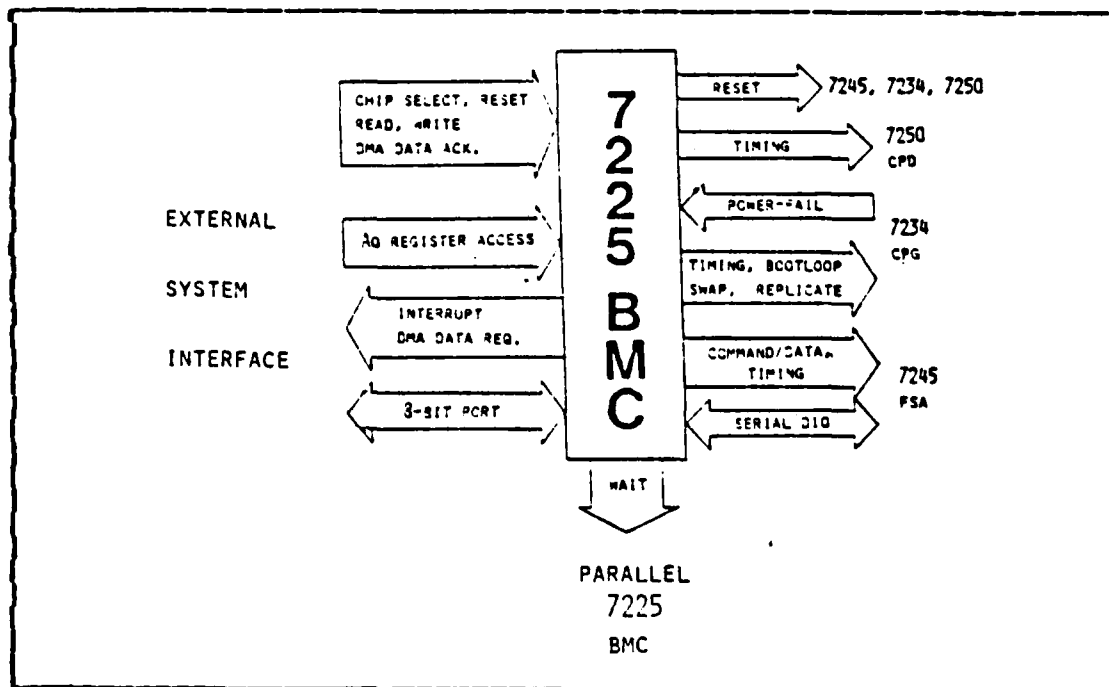 CHIP SELECT, RESET
READ, WRITE
DMA DATA ACK.
EXTERNAL
A0 REGISTER ACCESS
SYSTEM
INTERRUPT
DMA DATA REQ.
INTERFACE
8-BIT PORT
7225 BMC
RESET
7245, 7234, 7250
TIMING
7250
CPD
POWER-FAIL
7234
CPG
TIMING, BOOTLOOP
SWAP, REPLICATE
COMMAND/DATA,
TIMING
7245
FSA
SERIAL DIO
WAIT
PARALLEL
7225
BMC